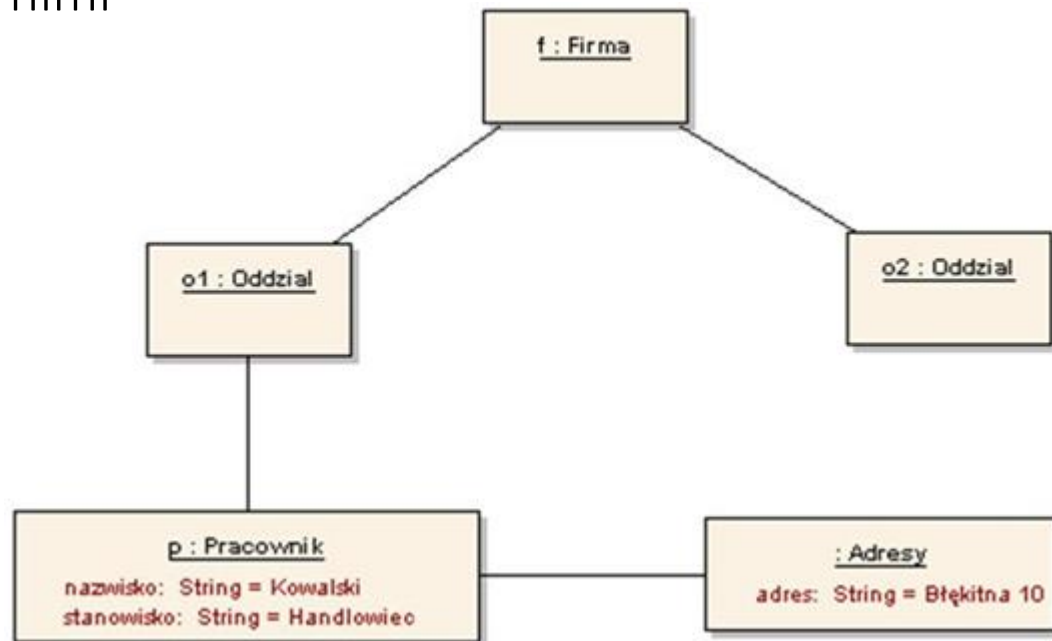 f : Firma
o1 : Oddzial
o2 : Oddzial
p : Pracownik
nazwisko: String = Kowalski
stanowisko: String = Handlowiec
: Adresy
adres: String = Błękitna 10